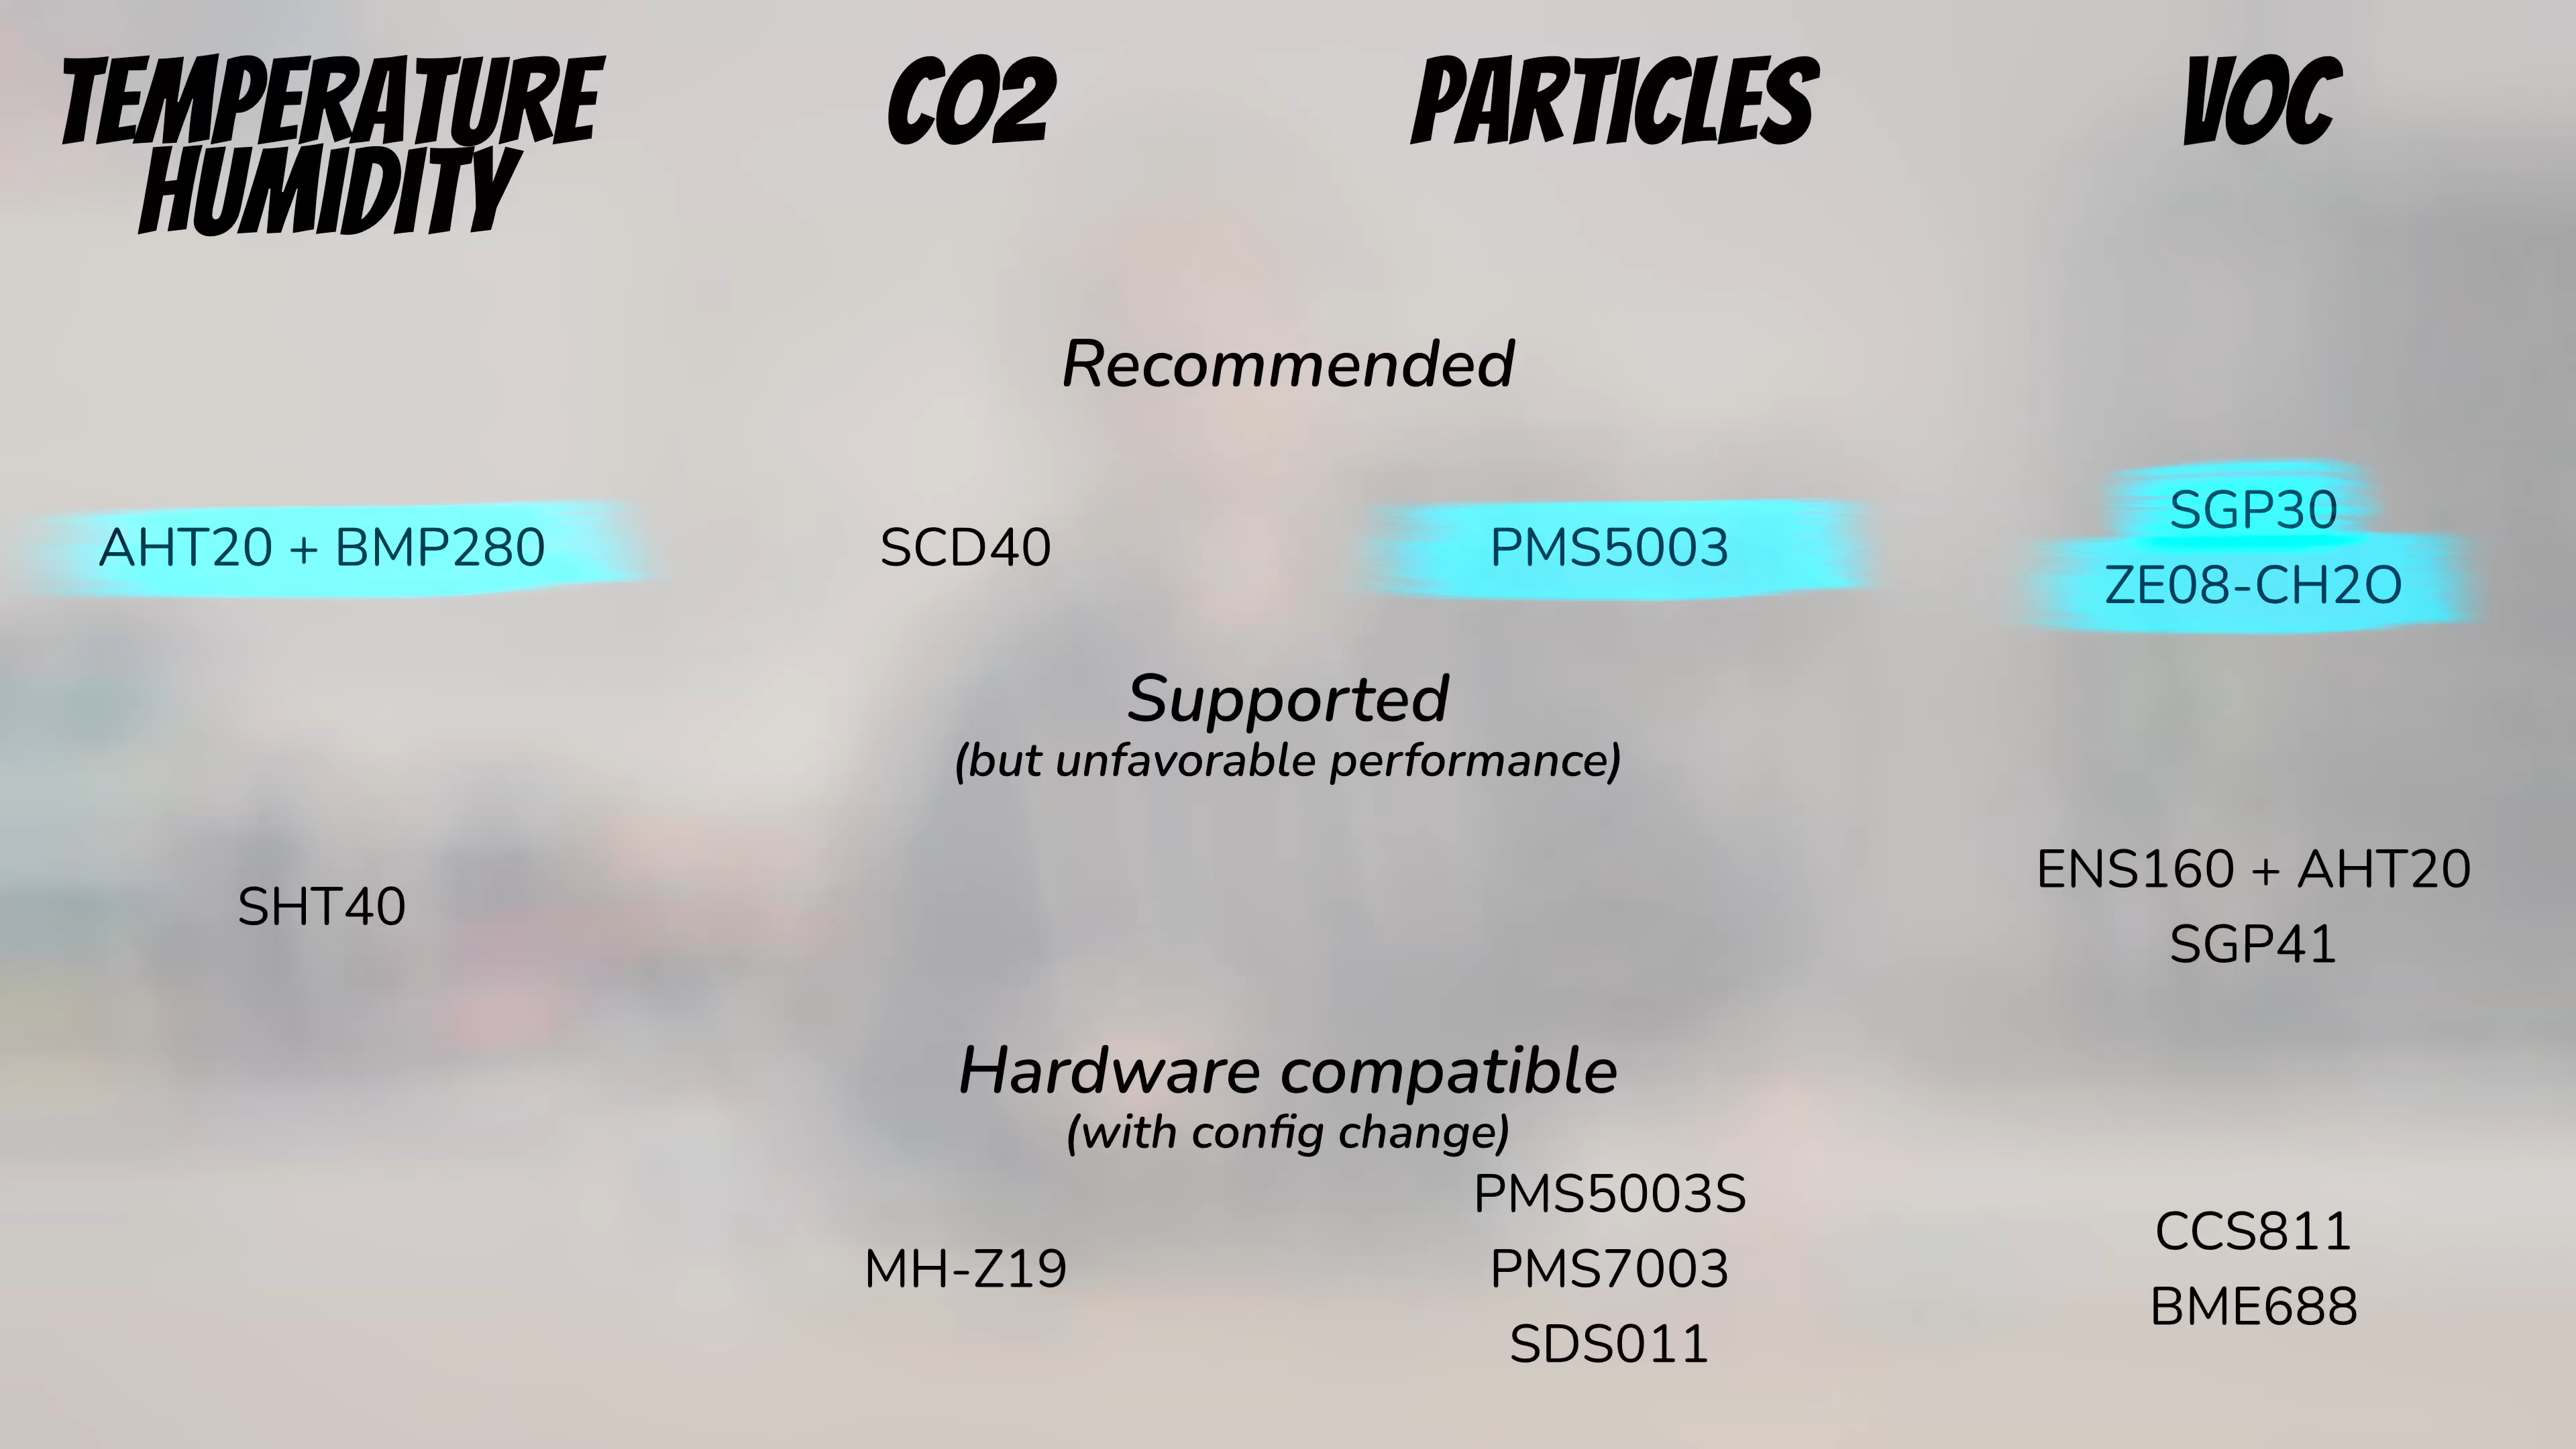 TEMPERATURE
HUMIDITY
CO2
PARTICLES
VOC
Recommended
AHT20 + BMP280
SCD40
PMS5003
SGP30
ZE08-CH2O
Supported
(but unfavorable performance)
SHT40
ENS160 + AHT20
SGP41
Hardware compatible
(with config change)
MH-Z19
PMS5003S
PMS7003
SDS011
CCS811
BME688